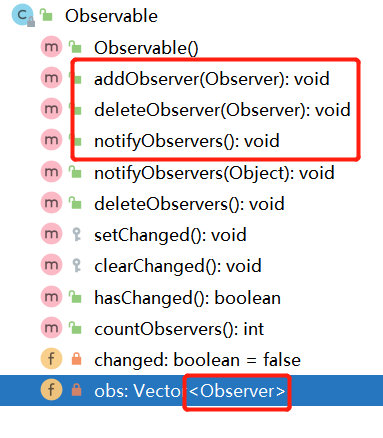 Observable
Observable()
addObserver(Observer): void
deleteObserver(Observer): void
notifyObservers(): void
notifyObservers(Object): void
deleteObservers(): void
setChanged(): void
clearChanged(): void
hasChanged(): boolean
countObservers(): int
changed: boolean = false
obs: Vector<Observer>